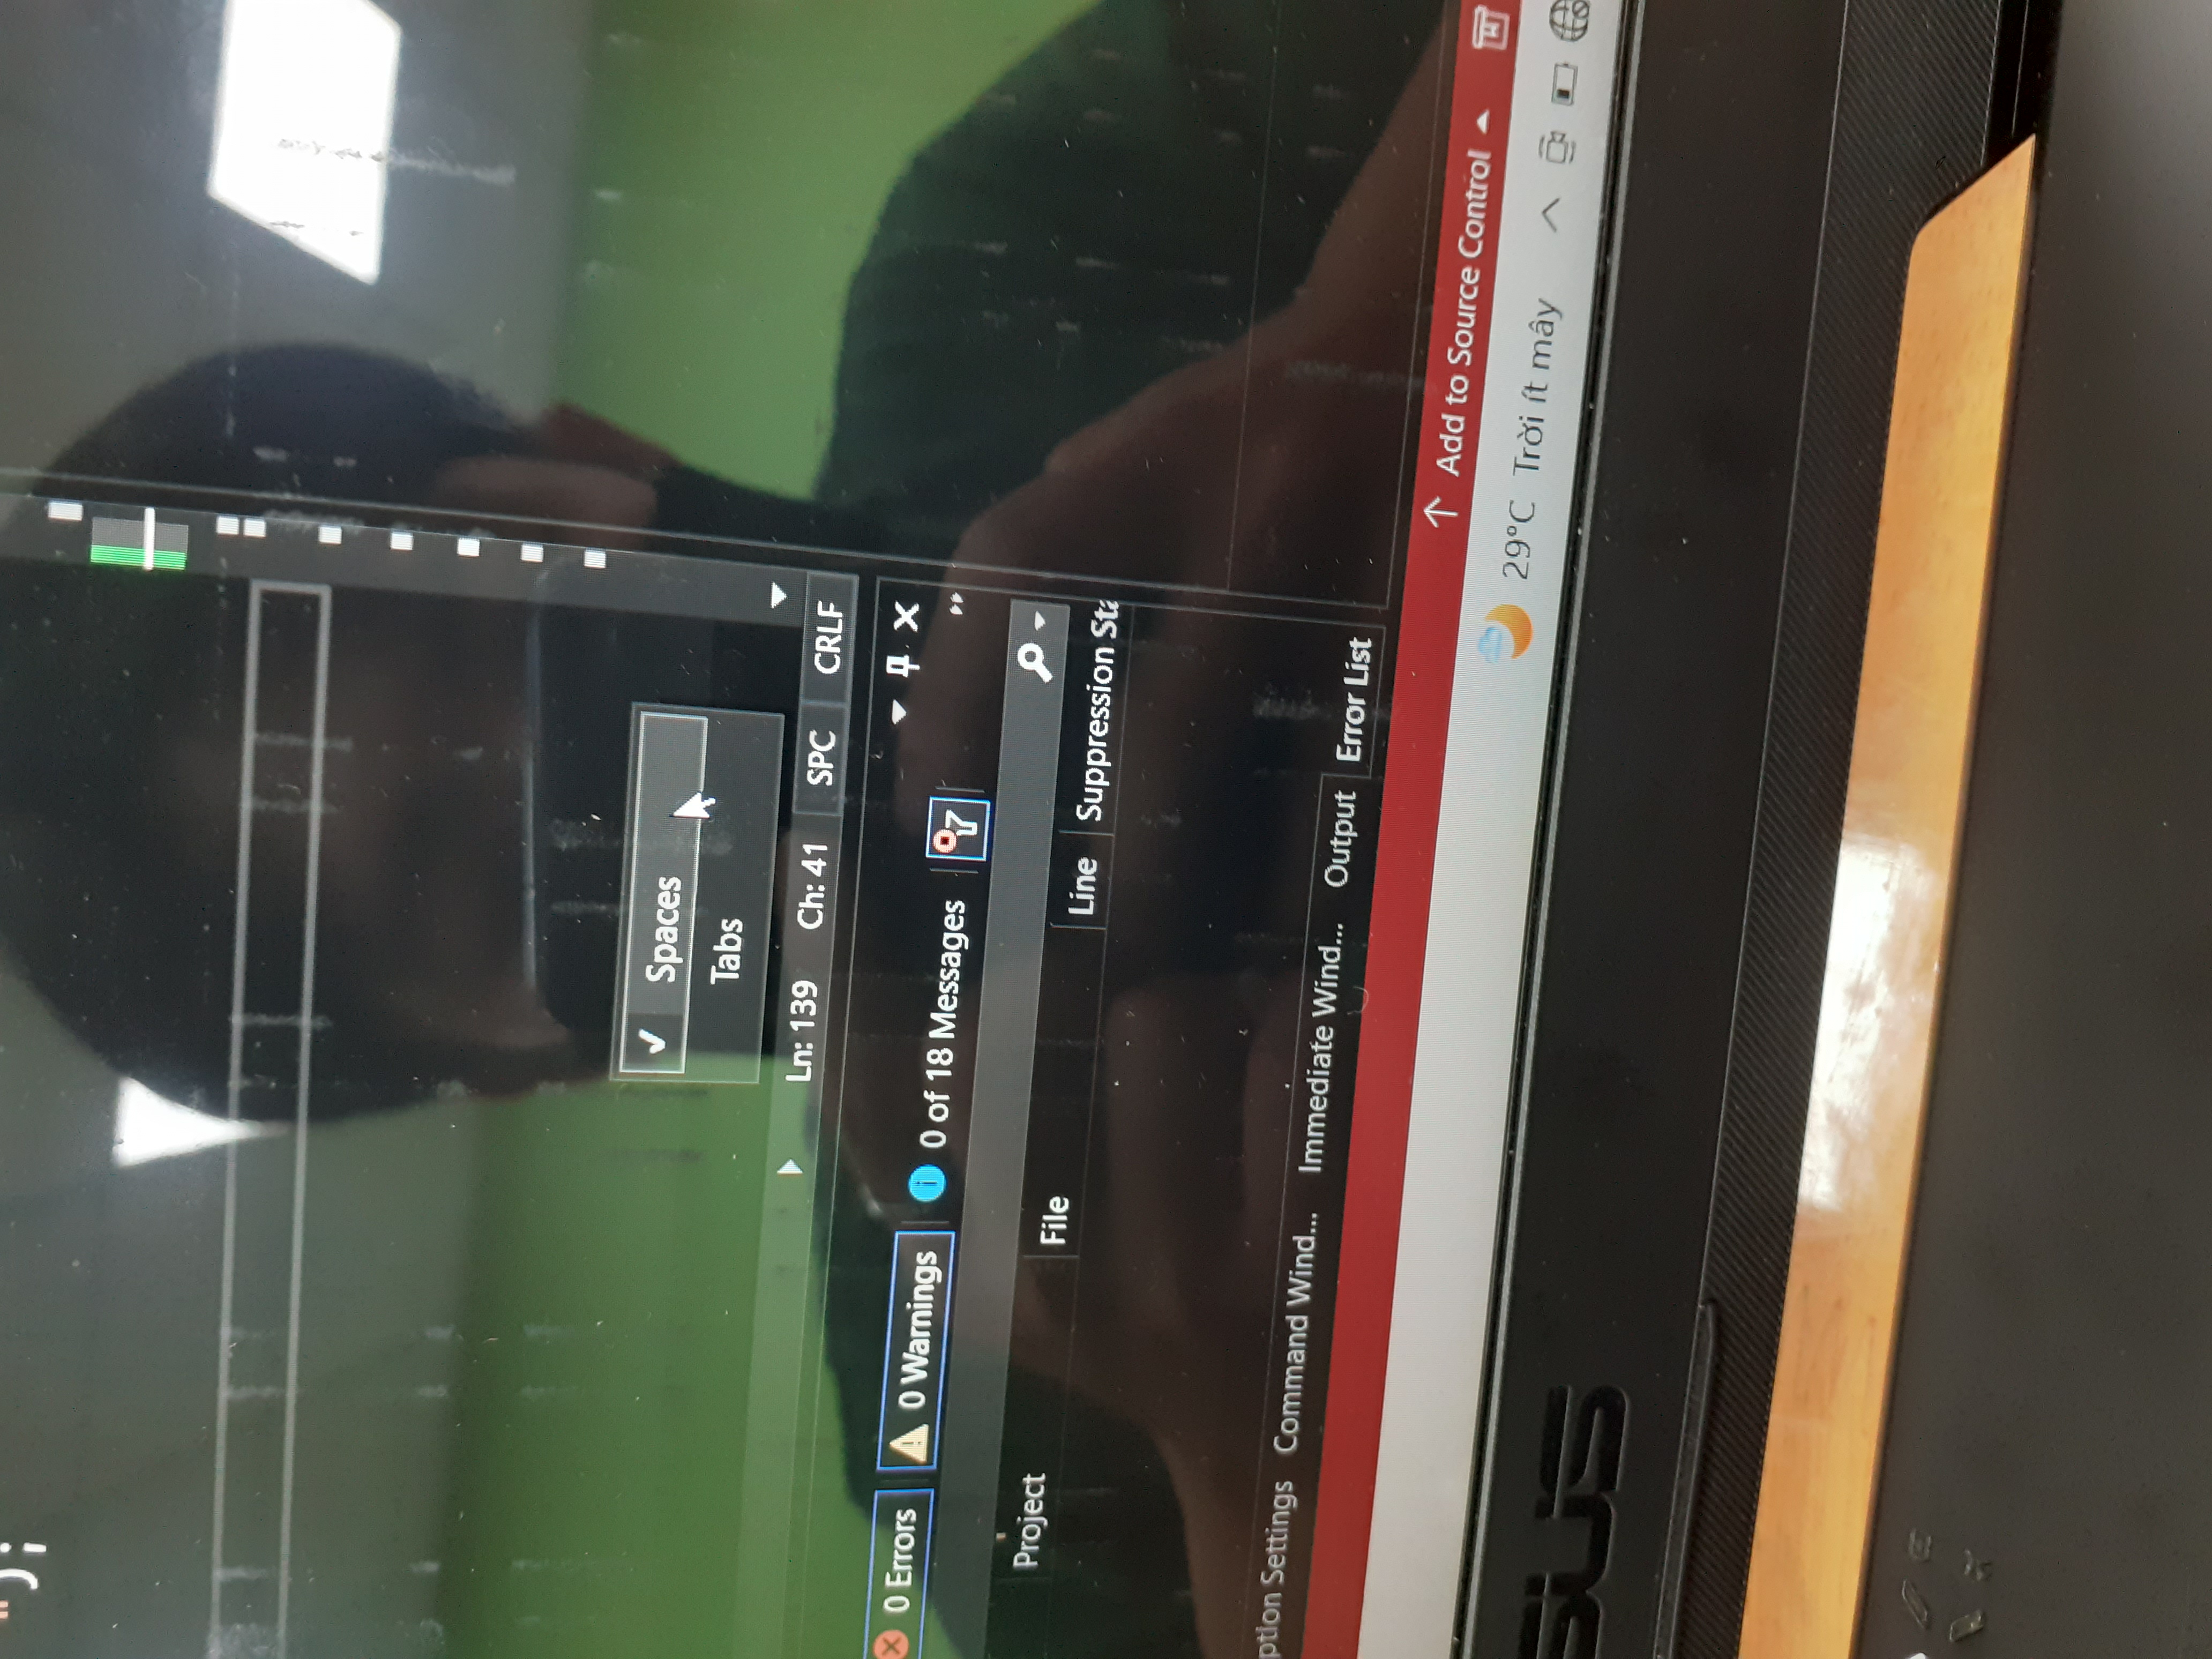 ");
Spaces
Tabs
Ln: 139 Ch: 41 SPC CRLF
0 Errors 0 Warnings 0 of 18 Messages
Project File Line Suppression Sta
ption Settings Command Wind... Immediate Wind... Output Error List
Add to Source Control
29°C Trời ít mây
SUS